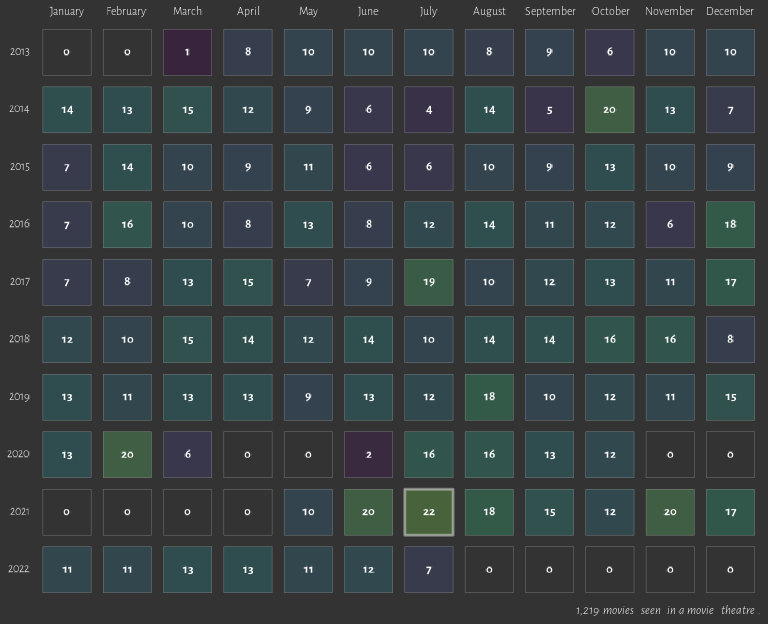 January February March April May June July August September October November December
2013 0 0 1 8 10 10 10 8 9 6 10 10
2014 14 13 15 12 9 6 4 14 5 20 13 7
2015 7 14 10 9 11 6 6 10 9 13 10 9
2016 7 16 10 8 13 8 12 14 11 12 6 18
2017 7 8 13 15 7 9 19 10 12 13 11 17
2018 12 10 15 14 12 14 10 14 14 16 16 8
2019 13 11 13 13 9 13 12 18 10 12 11 15
2020 13 20 6 0 0 2 16 16 13 12 0 0
2021 0 0 0 0 10 20 22 18 15 12 20 17
2022 11 11 13 13 11 12 7 0 0 0 0 0
1,219 movies seen in a movie theatre .